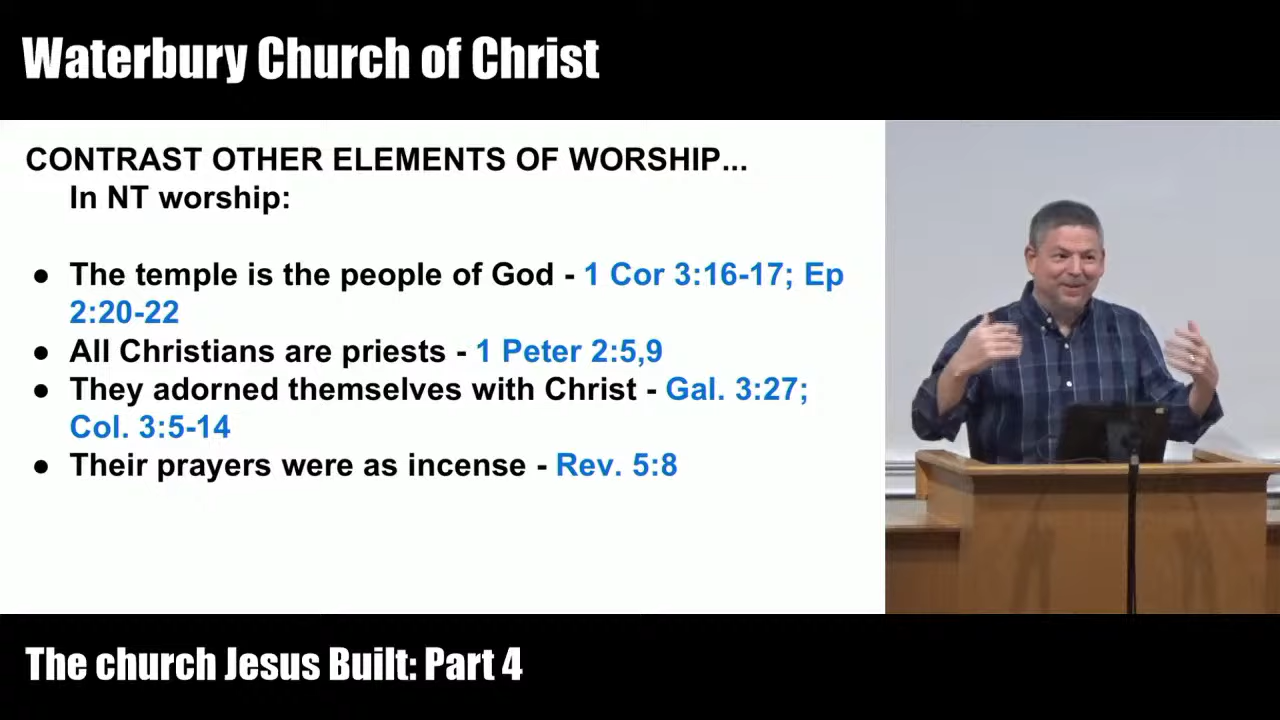 Waterbury Church of Christ
CONTRAST OTHER ELEMENTS OF WORSHIP...
In NT worship:
● The temple is the people of God - 1 Cor 3:16-17; Ep
2:20-22
● All Christians are priests - 1 Peter 2:5,9
● They adorned themselves with Christ - Gal. 3:27;
Col. 3:5-14
● Their prayers were as incense - Rev. 5:8
The church Jesus Built: Part 4